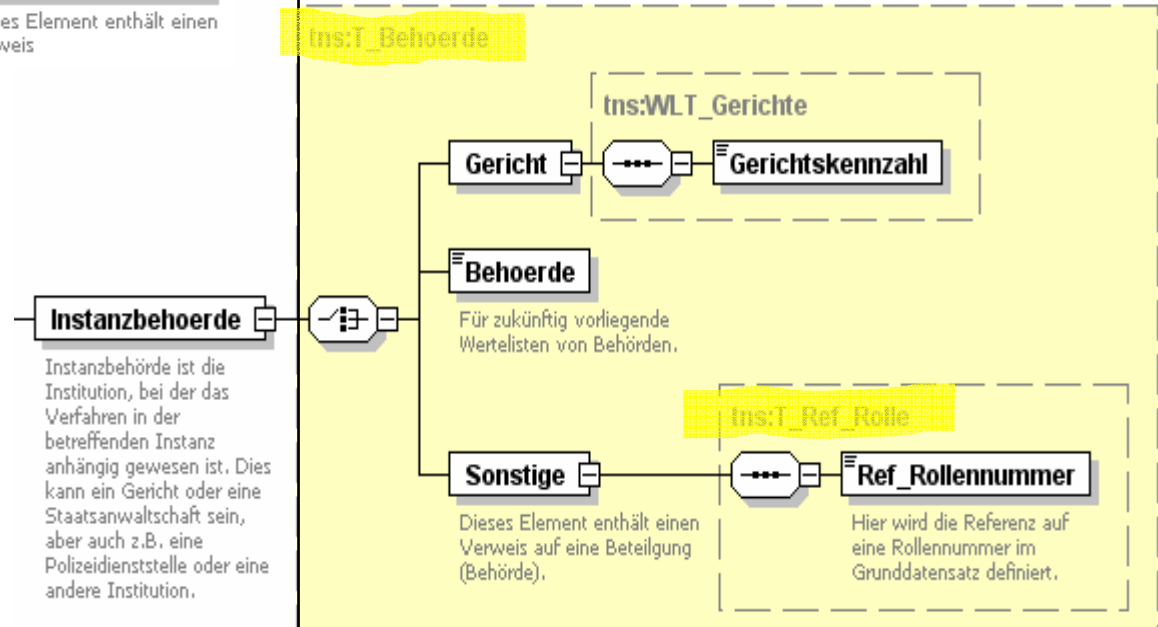 es Element enthält einen
weis
tns:T_Behoerde
tns:WLT_Gerichte
Gericht
Gerichtskennzahl
Behoerde
Für zukünftig vorliegende
Wertelisten von Behörden.
Instanzbehoerde
Instanzbehörde ist die
Institution, bei der das
Verfahren in der
betreffenden Instanz
anhängig gewesen ist. Dies
kann ein Gericht oder eine
Staatsanwaltschaft sein,
aber auch z.B. eine
Polizeidienststelle oder eine
andere Institution.
tns:T_Ref_Rolle
Sonstige
Ref_Rollennummer
Dieses Element enthält einen
Verweis auf eine Beteilgung
(Behörde).
Hier wird die Referenz auf
eine Rollennummer im
Grunddatensatz definiert.